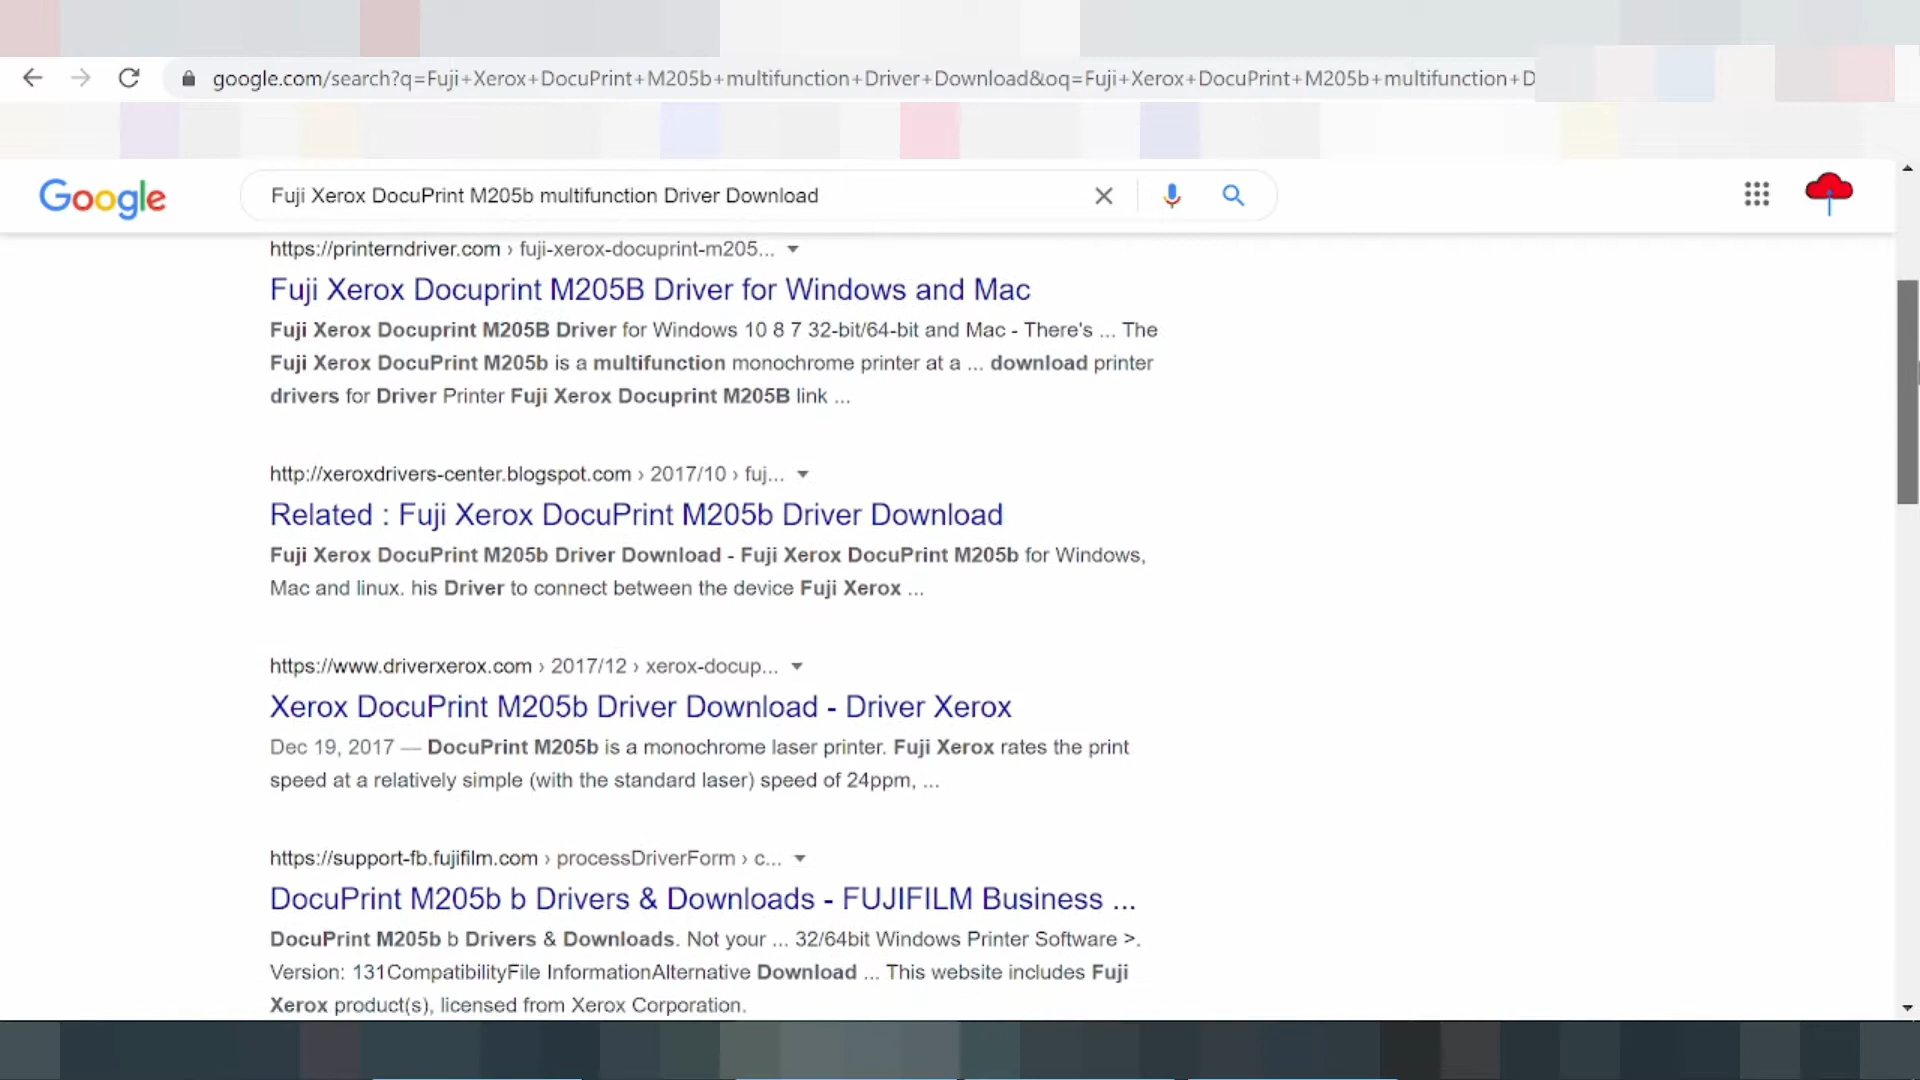 google.com/search?q=Fuji+Xerox+DocuPrint+M205b+multifunction+Driver+Download&oq=Fuji+Xerox+DocuPrint+M205b+multifunction+D
Google
Fuji Xerox DocuPrint M205b multifunction Driver Download
https://printerndriver.com › fuji-xerox-docuprint-m205...
Fuji Xerox Docuprint M205B Driver for Windows and Mac
Fuji Xerox Docuprint M205B Driver for Windows 10 8 7 32-bit/64-bit and Mac - There's ... The
Fuji Xerox DocuPrint M205b is a multifunction monochrome printer at a ... download printer
drivers for Driver Printer Fuji Xerox Docuprint M205B link ...
http://xeroxdrivers-center.blogspot.com › 2017/10 › fuj...
Related : Fuji Xerox DocuPrint M205b Driver Download
Fuji Xerox DocuPrint M205b Driver Download - Fuji Xerox DocuPrint M205b for Windows,
Mac and linux. his Driver to connect between the device Fuji Xerox ...
https://www.driverxerox.com › 2017/12 › xerox-docup...
Xerox DocuPrint M205b Driver Download - Driver Xerox
Dec 19, 2017 — DocuPrint M205b is a monochrome laser printer. Fuji Xerox rates the print
speed at a relatively simple (with the standard laser) speed of 24ppm, ...
https://support-fb.fujifilm.com › processDriverForm › c...
DocuPrint M205b b Drivers & Downloads - FUJIFILM Business ...
DocuPrint M205b b Drivers & Downloads. Not your ... 32/64bit Windows Printer Software >.
Version: 131CompatibilityFile InformationAlternative Download ... This website includes Fuji
Xerox product(s), licensed from Xerox Corporation.